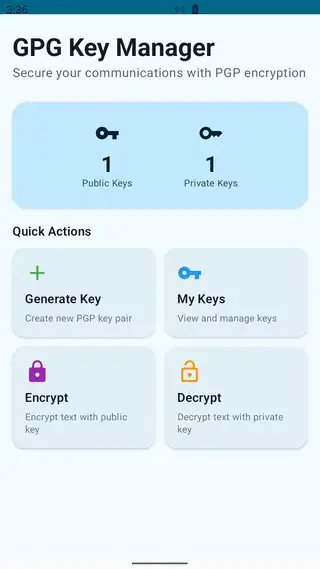 3:36
GPG Key Manager
Secure your communications with PGP encryption
1
1
Public Keys
Private Keys
Quick Actions
Generate Key
Create new PGP key pair
My Keys
View and manage keys
Encrypt
Encrypt text with public
key
Decrypt
Decrypt text with private
key